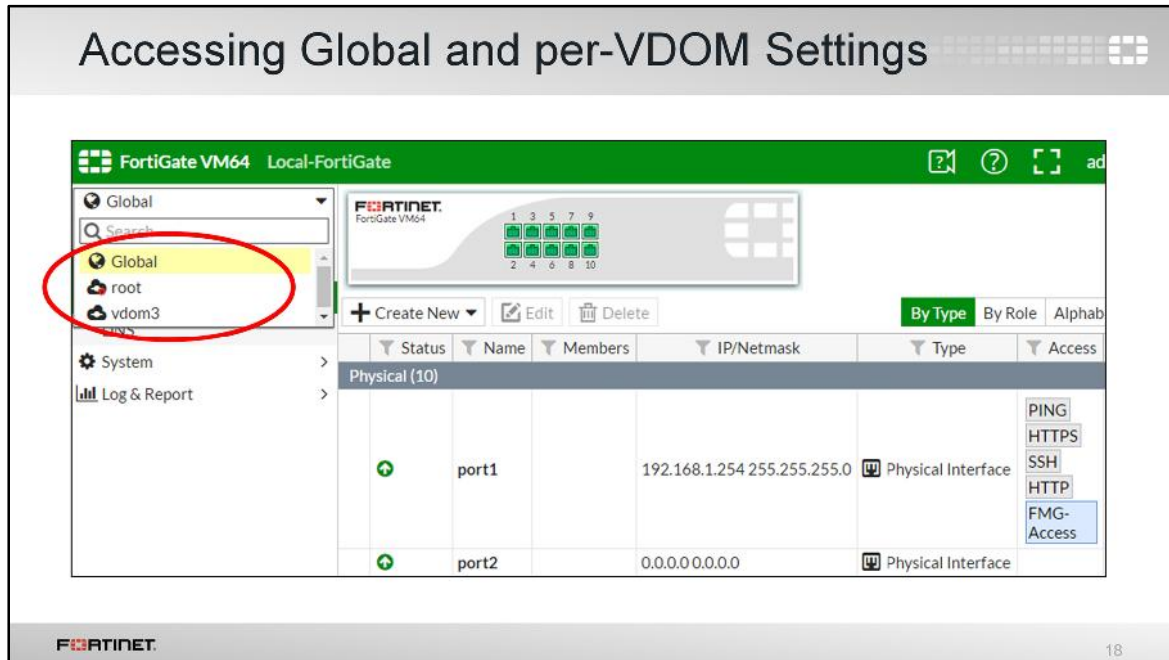 Accessing Global and per-VDOM Settings
FortiGate VM64 Local-FortiGate
ad
Global
Search
Global
root
vdom3
System
Log & Report
FORTINET.
FortiGate VM64
1 3 5 7 9
2 4 6 8 10
Create New Edit Delete
By Type By Role Alphab
Status Name Members IP/Netmask Type Access
Physical (10)
port1 192.168.1.254 255.255.255.0 Physical Interface
PING
HTTPS
SSH
HTTP
FMG-
Access
port2 0.0.0.0 0.0.0.0 Physical Interface
FORTINET.
18